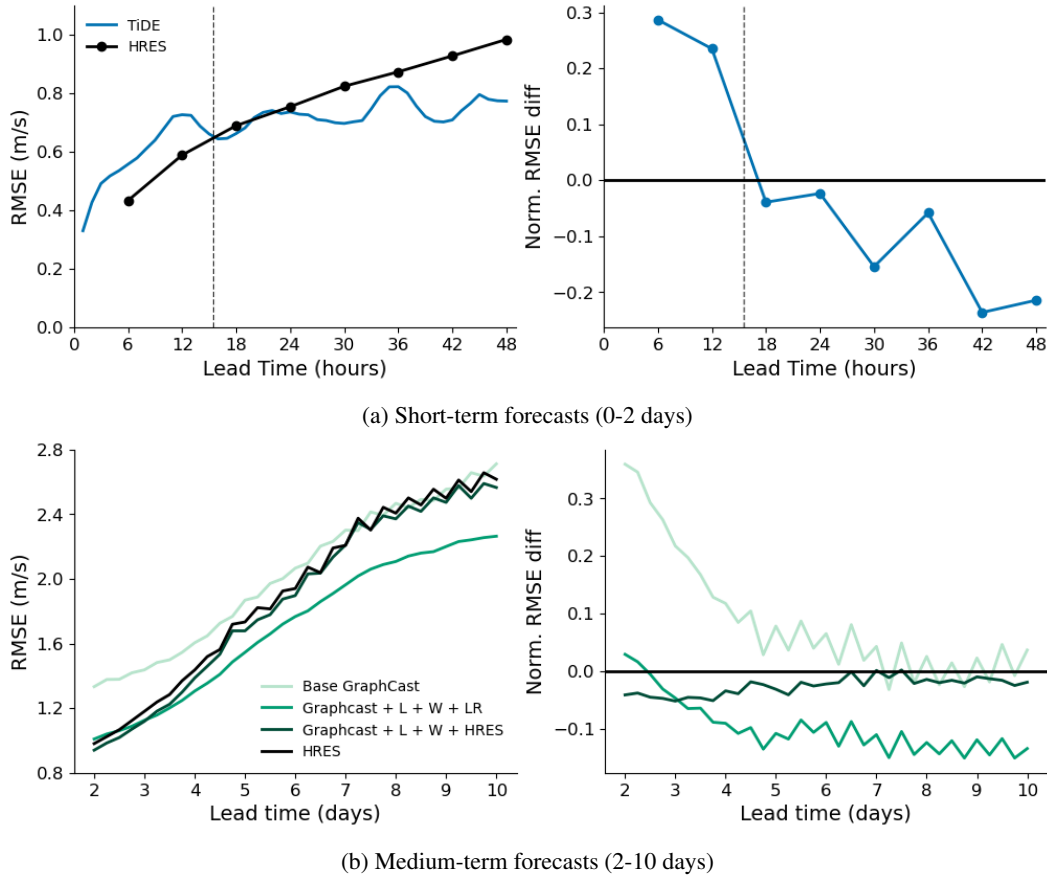 TiDE
HRES
RMSE (m/s)
1.0
0.8
0.6
0.4
0.2
0.0
0 6 12 18 24 30 36 42 48
Lead Time (hours)
Norm. RMSE diff
0.3
0.2
0.1
0.0
−0.1
−0.2
0 6 12 18 24 30 36 42 48
Lead Time (hours)
(a) Short-term forecasts (0-2 days)
RMSE (m/s)
2.8
2.4
2.0
1.6
1.2
0.8
Base GraphCast
Graphcast + L + W + LR
Graphcast + L + W + HRES
HRES
2 3 4 5 6 7 8 9 10
Lead time (days)
Norm. RMSE diff
0.3
0.2
0.1
0.0
−0.1
2 3 4 5 6 7 8 9 10
Lead time (days)
(b) Medium-term forecasts (2-10 days)